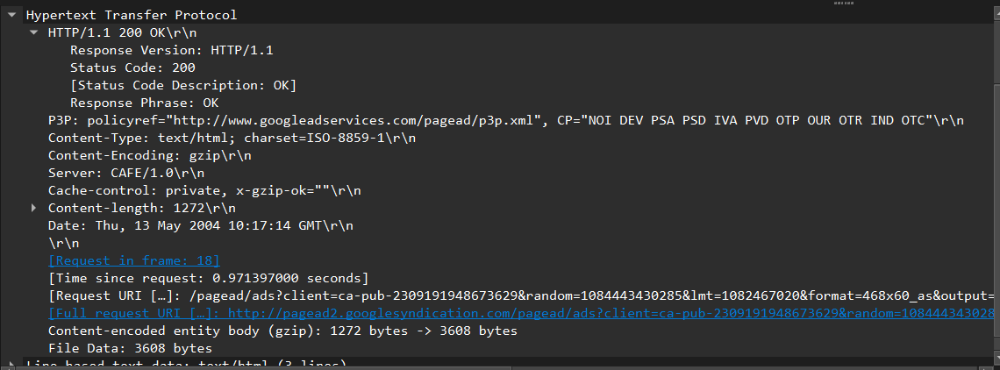 Hypertext Transfer Protocol
HTTP/1.1 200 OK\r\n
Response Version: HTTP/1.1
Status Code: 200
[Status Code Description: OK]
Response Phrase: OK
P3P: policyref="http://www.googleadservices.com/pagead/p3p.xml", CP="NOI DEV PSA PSD IVA PVD OTP OUR OTR IND OTC"\r\n
Content-Type: text/html; charset=ISO-8859-1\r\n
Content-Encoding: gzip\r\n
Server: CAFE/1.0\r\n
Cache-control: private, x-gzip-ok=""\r\n
Content-length: 1272\r\n
Date: Thu, 13 May 2004 10:17:14 GMT\r\n
\r\n
[Request in frame: 18]
[Time since request: 0.971397000 seconds]
[Request URI […]: /pagead/ads?client=ca-pub-2309191948673629&random=1084443430285&lmt=1082467020&format=468x60_as&output=
[Full request URI […]: http://pagead2.googlesyndication.com/pagead/ads?client=ca-pub-2309191948673629&random=108444343028
Content-encoded entity body (gzip): 1272 bytes -> 3608 bytes
File Data: 3608 bytes
Line-based text data: text/html (3 lines)